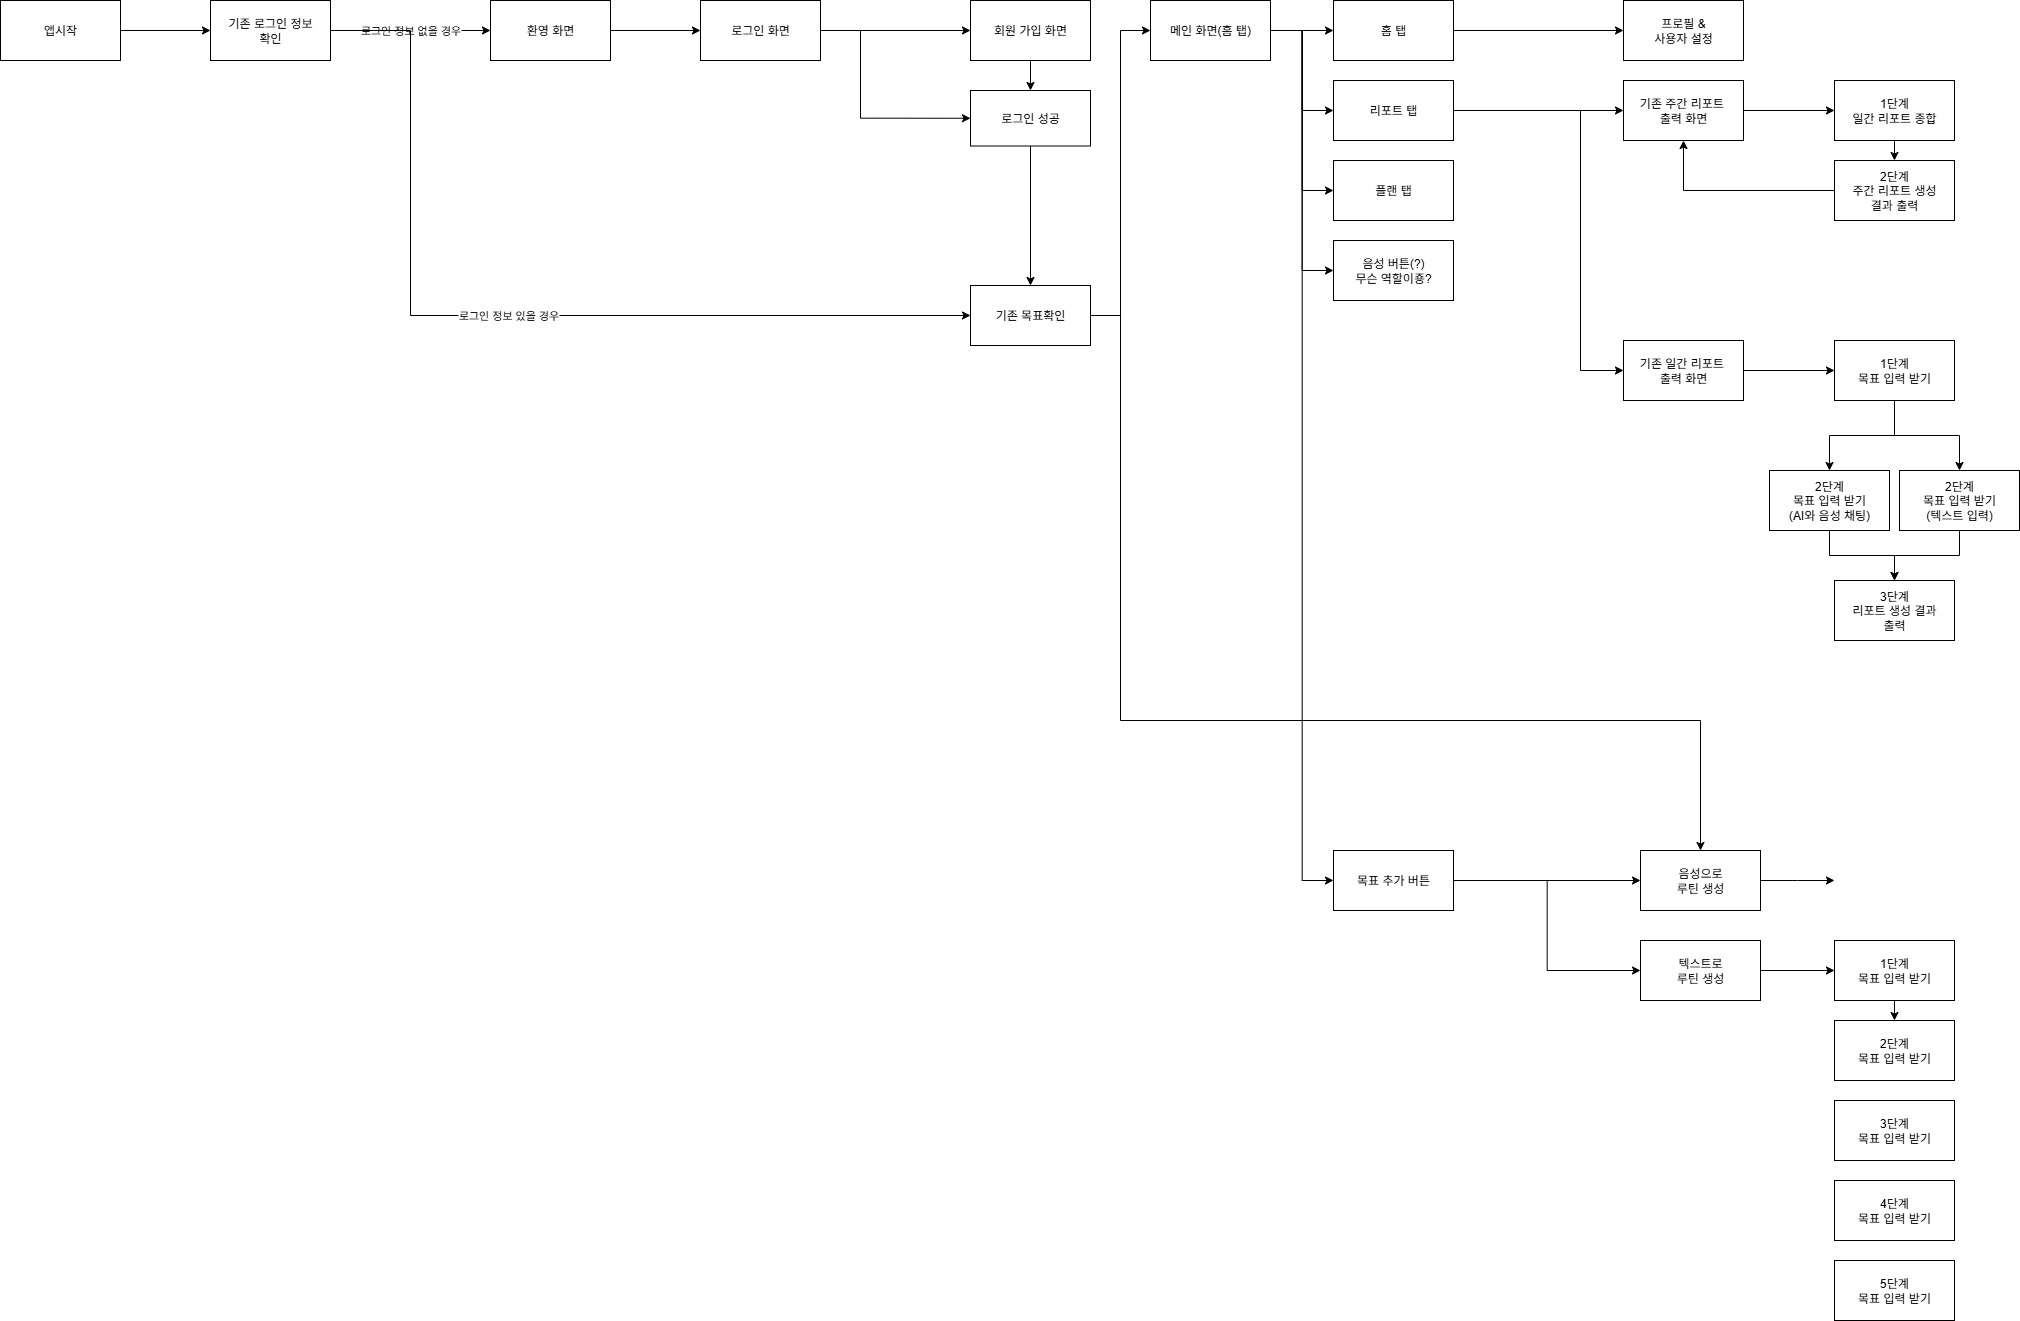 앱시작
기존 로그인 정보
확인
로그인 정보 없을 경우
환영 화면
로그인 화면
회원 가입 화면
로그인 성공
로그인 정보 있을 경우
기존 목표확인
메인 화면(홈 탭)
홈 탭
프로필 &
사용자 설정
리포트 탭
기존 주간 리포트
출력 화면
1단계
일간 리포트 종합
2단계
주간 리포트 생성
결과 출력
플랜 탭
음성 버튼(?)
무슨 역할이죵?
기존 일간 리포트
출력 화면
1단계
목표 입력 받기
2단계
목표 입력 받기
(AI와 음성 채팅)
2단계
목표 입력 받기
(텍스트 입력)
3단계
리포트 생성 결과
출력
목표 추가 버튼
음성으로
루틴 생성
텍스트로
루틴 생성
1단계
목표 입력 받기
2단계
목표 입력 받기
3단계
목표 입력 받기
4단계
목표 입력 받기
5단계
목표 입력 받기